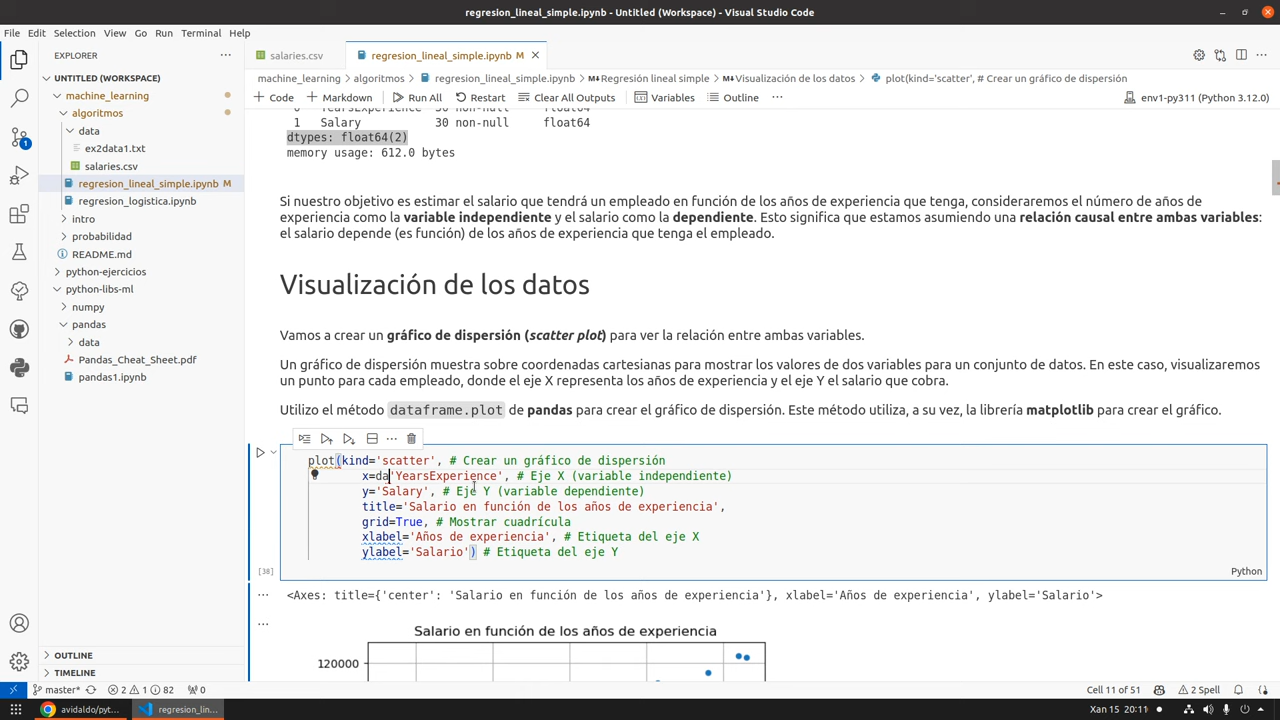 regresion_lineal_simple.ipynb - Untitled (Workspace) - Visual Studio Code
File Edit Selection View Go Run Terminal Help
EXPLORER
UNTITLED (WORKSPACE)
machine_learning
algoritmos
data
ex2data1.txt
salaries.csv
regresion_lineal_simple.ipynb M
regresion_logistica.ipynb
intro
probabilidad
README.md
python-ejercicios
python-libs-ml
numpy
pandas
data
Pandas_Cheat_Sheet.pdf
pandas1.ipynb
OUTLINE
TIMELINE
salaries.csv
regresion_lineal_simple.ipynb M
machine_learning > algoritmos > regresion_lineal_simple.ipynb > M Regresión lineal simple > M Visualización de los datos > plot(kind='scatter', # Crear un gráfico de dispersión
+ Code + Markdown Run All Restart Clear All Outputs Variables Outline ... env1-py311 (Python 3.12.0)
0 YearsExperience 30 non-null float64
1 Salary 30 non-null float64
dtypes: float64(2)
memory usage: 612.0 bytes
Si nuestro objetivo es estimar el salario que tendrá un empleado en función de los años de experiencia que tenga, consideraremos el número de años de
experiencia como la variable independiente y el salario como la dependiente. Esto significa que estamos asumiendo una relación causal entre ambas variables:
el salario depende (es función) de los años de experiencia que tenga el empleado.
Visualización de los datos
Vamos a crear un gráfico de dispersión (scatter plot) para ver la relación entre ambas variables.
Un gráfico de dispersión muestra sobre coordenadas cartesianas para mostrar los valores de dos variables para un conjunto de datos. En este caso, visualizaremos
un punto para cada empleado, donde el eje X representa los años de experiencia y el eje Y el salario que cobra.
Utilizo el método dataframe.plot de pandas para crear el gráfico de dispersión. Este método utiliza, a su vez, la librería matplotlib para crear el gráfico.
plot(kind='scatter', # Crear un gráfico de dispersión
x=da'YearsExperience', # Eje X (variable independiente)
y='Salary', # Eje Y (variable dependiente)
title='Salario en función de los años de experiencia',
grid=True, # Mostrar cuadrícula
xlabel='Años de experiencia', # Etiqueta del eje X
ylabel='Salario') # Etiqueta del eje Y
[38]
Python
<Axes: title={'center': 'Salario en función de los años de experiencia'}, xlabel='Años de experiencia', ylabel='Salario'>
Salario en función de los años de experiencia
120000
1
master* 2 1 82 0
Cell 11 of 51
2 Spell
avidaldo/pyt...
regresion_lin...
Xan 15 20:11